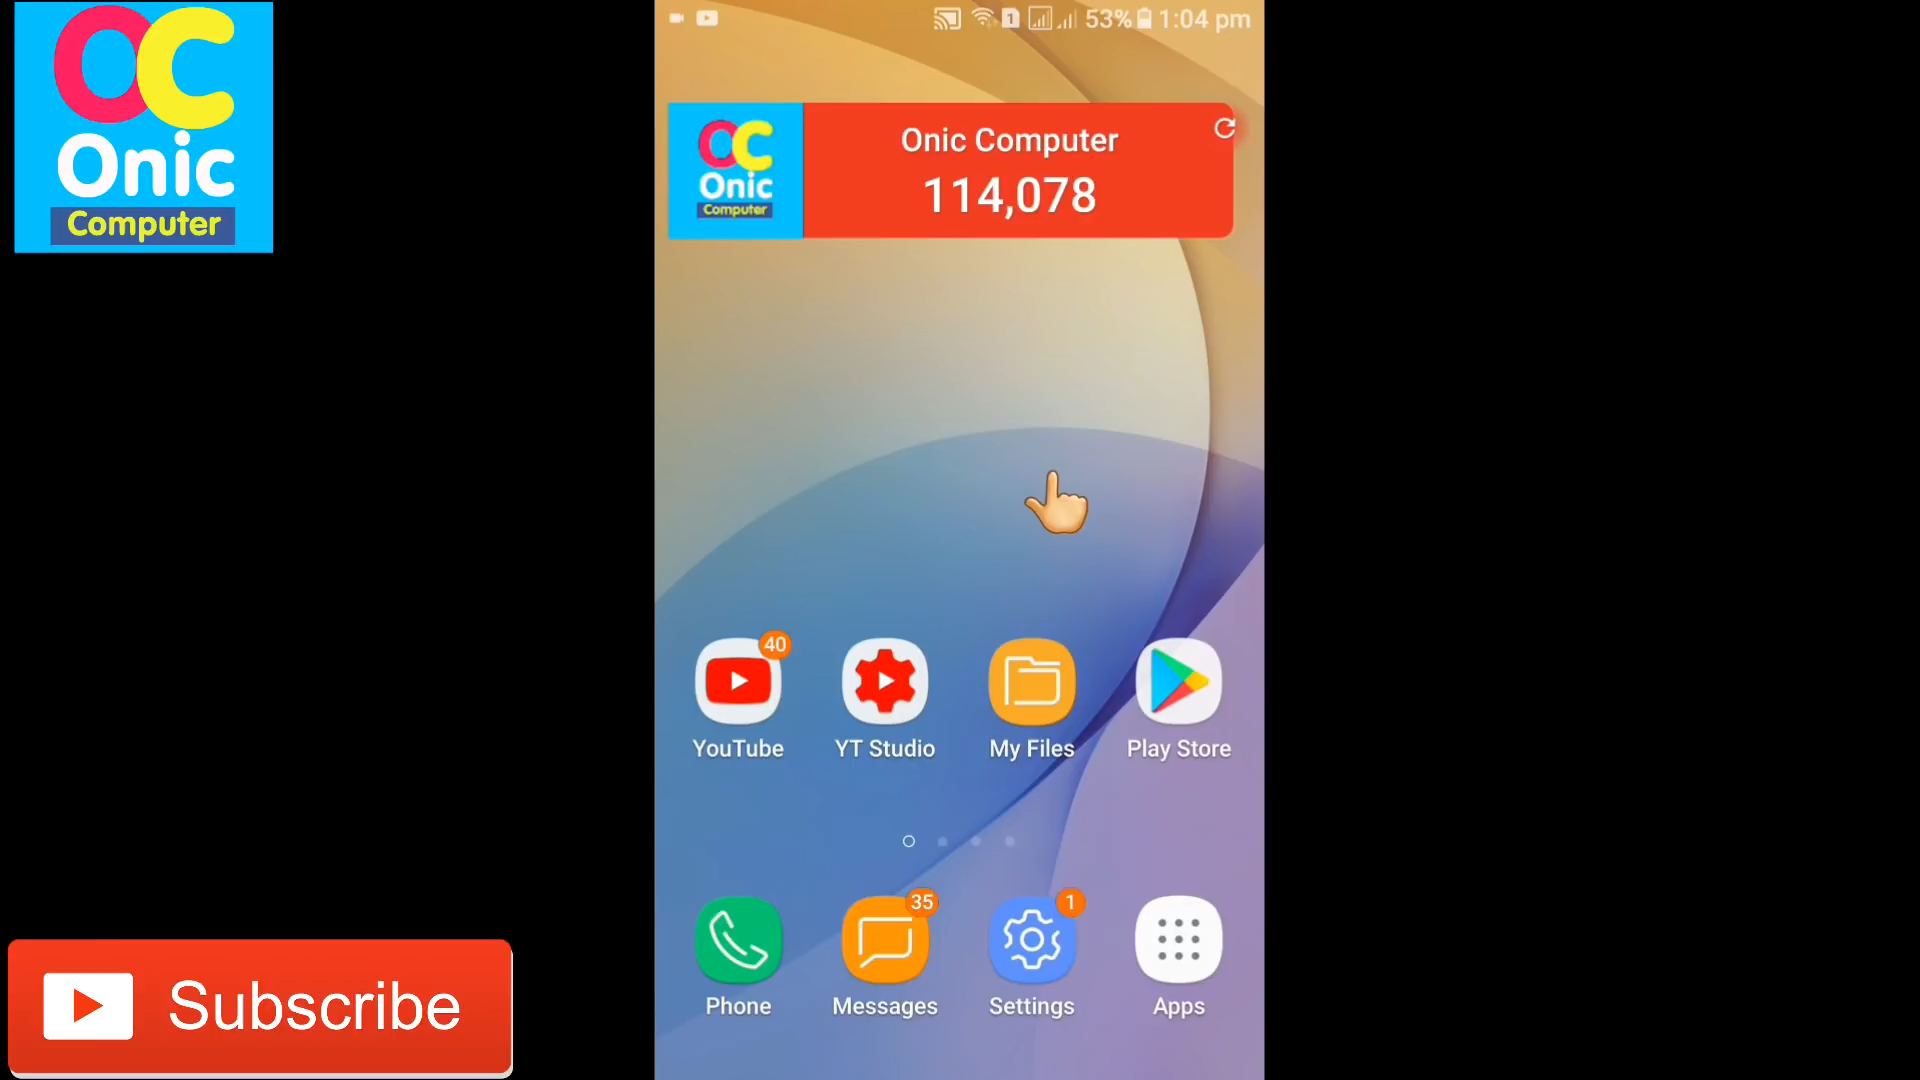 OC
Onic
Computer
1 53% 1:04 pm
OC
Onic
Computer
Onic Computer
114,078
40
YouTube
YT Studio
My Files
Play Store
35
1
Phone
Messages
Settings
Apps
Subscribe